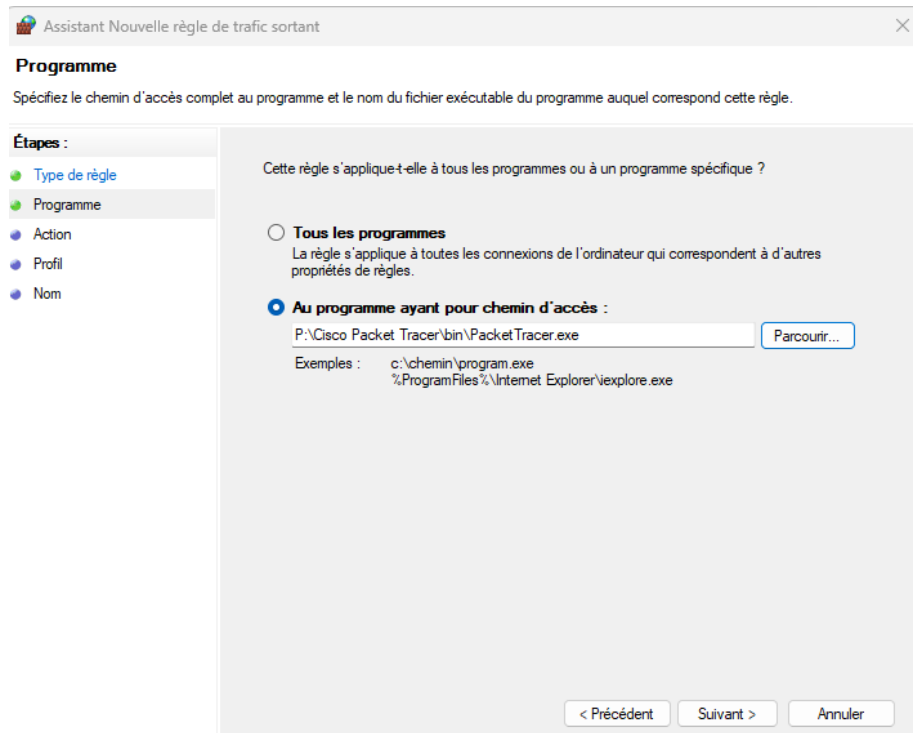 Assistant Nouvelle règle de trafic sortant
Programme
Spécifiez le chemin d'accès complet au programme et le nom du fichier exécutable du programme auquel correspond cette règle.
Étapes :
Type de règle
Programme
Action
Profil
Nom
Cette règle s'applique-t-elle à tous les programmes ou à un programme spécifique ?
Tous les programmes
La règle s'applique à toutes les connexions de l'ordinateur qui correspondent à d'autres
propriétés de règles.
Au programme ayant pour chemin d'accès :
P:\Cisco Packet Tracer\bin\PacketTracer.exe
Parcourir...
Exemples :
c:\chemin\program.exe
%ProgramFiles%\Internet Explorer\iexplore.exe
< Précédent
Suivant >
Annuler